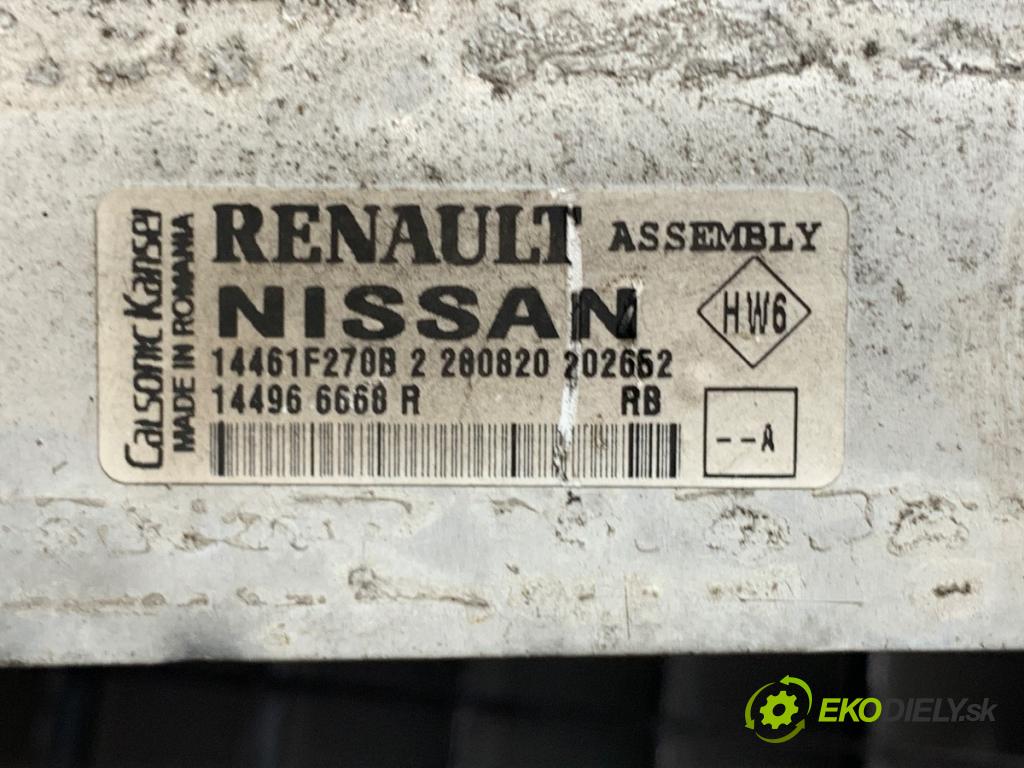 Calsonic Kansei
MADE IN ROMANIA
RENAULT ASSEMBLY
NISSAN
HW6
14461F270B 2 280820 202652
14496 6668 R RB
--A
EKODIELY.sk